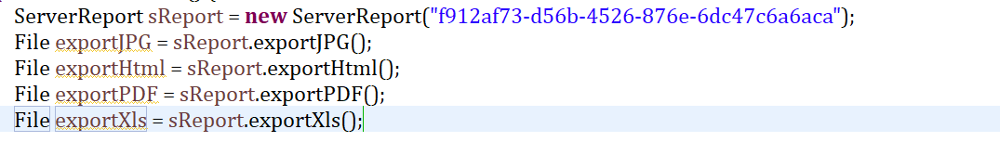 ServerReport sReport = new ServerReport("f912af73-d56b-4526-876e-6dc47c6a6aca");
File exportJPG = sReport.exportJPG();
File exportHtml = sReport.exportHtml();
File exportPDF = sReport.exportPDF();
File exportXls = sReport.exportXls();